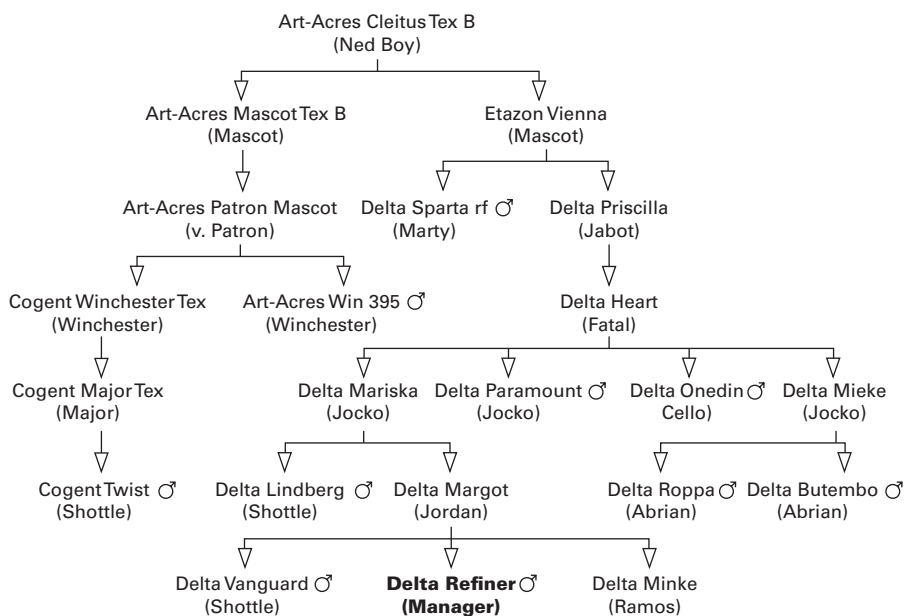 Art-Acres Cleitus Tex B
(Ned Boy)
Art-Acres Mascot Tex B
(Mascot)
Etazon Vienna
(Mascot)
Art-Acres Patron Mascot
(v. Patron)
Delta Sparta rf ♂
(Marty)
Delta Priscilla
(Jabot)
Cogent Winchester Tex
(Winchester)
Art-Acres Win 395 ♂
(Winchester)
Delta Heart
(Fatal)
Cogent Major Tex
(Major)
Delta Mariska
(Jocko)
Delta Paramount ♂
(Jocko)
Delta Onedin ♂
Cello)
Delta Mieke
(Jocko)
Cogent Twist ♂
(Shottle)
Delta Lindberg ♂
(Shottle)
Delta Margot
(Jordan)
Delta Roppa ♂
(Abrian)
Delta Butembo ♂
(Abrian)
Delta Vanguard ♂
(Shottle)
Delta Refiner ♂
(Manager)
Delta Minke
(Ramos)